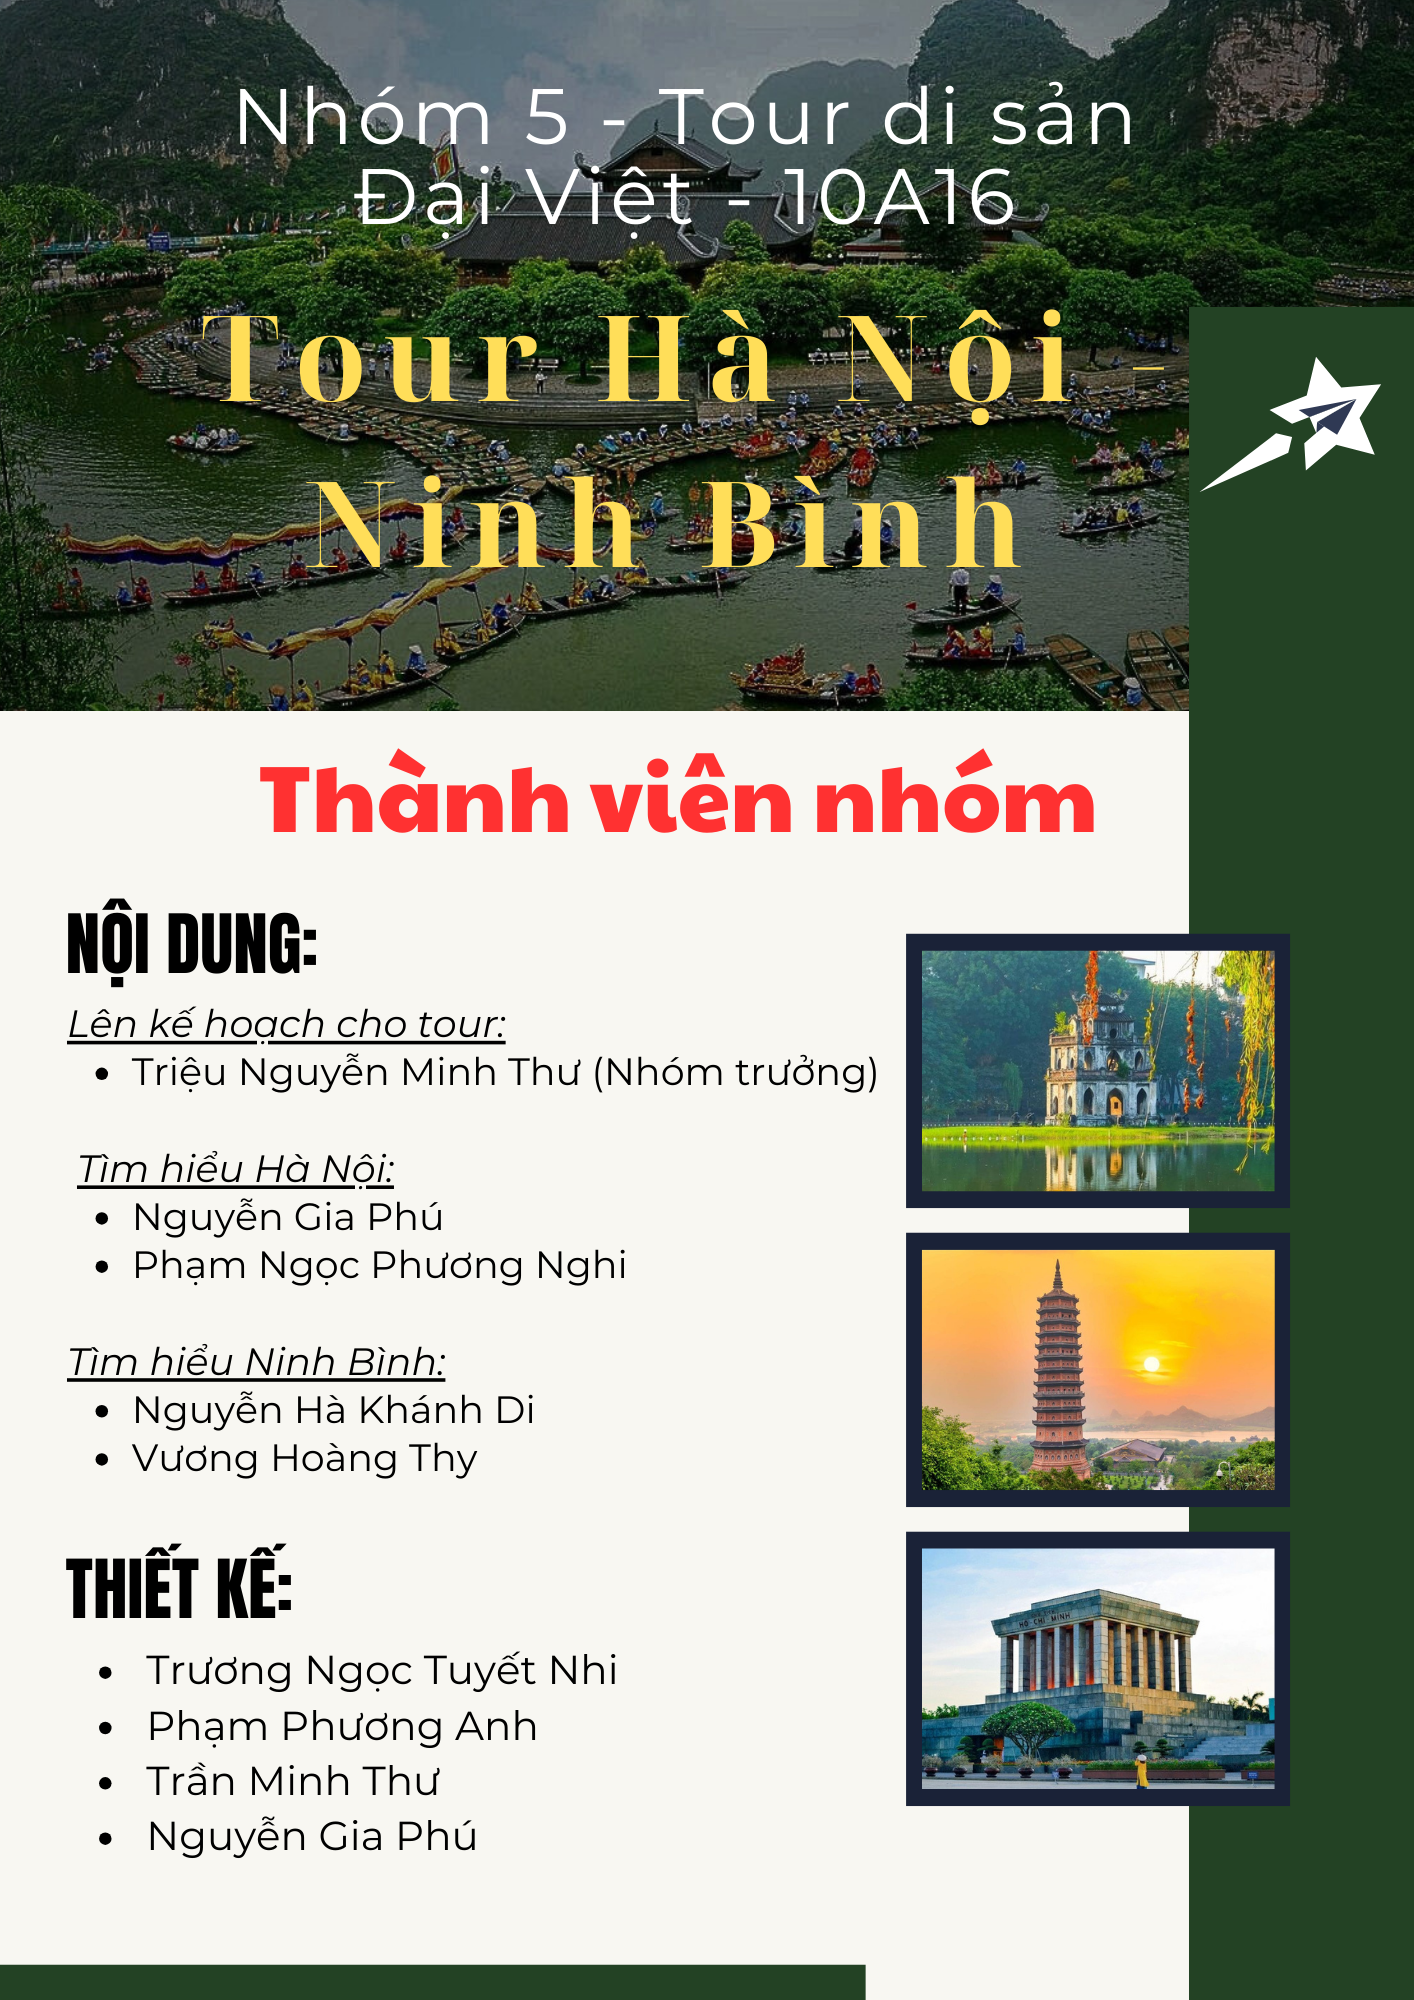 Nhóm 5 - Tour di sản
Đại Việt - 10A16
Tour Hà Nội -
Ninh Bình
Thành viên nhóm
NỘI DUNG:
Lên kế hoạch cho tour:
• Triệu Nguyễn Minh Thư (Nhóm trưởng)
Tìm hiểu Hà Nội:
• Nguyễn Gia Phú
• Phạm Ngọc Phương Nghi
Tìm hiểu Ninh Bình:
• Nguyễn Hà Khánh Di
• Vương Hoàng Thy
THIẾT KẾ:
• Trương Ngọc Tuyết Nhi
• Phạm Phương Anh
• Trần Minh Thư
• Nguyễn Gia Phú
HO CHI MINH